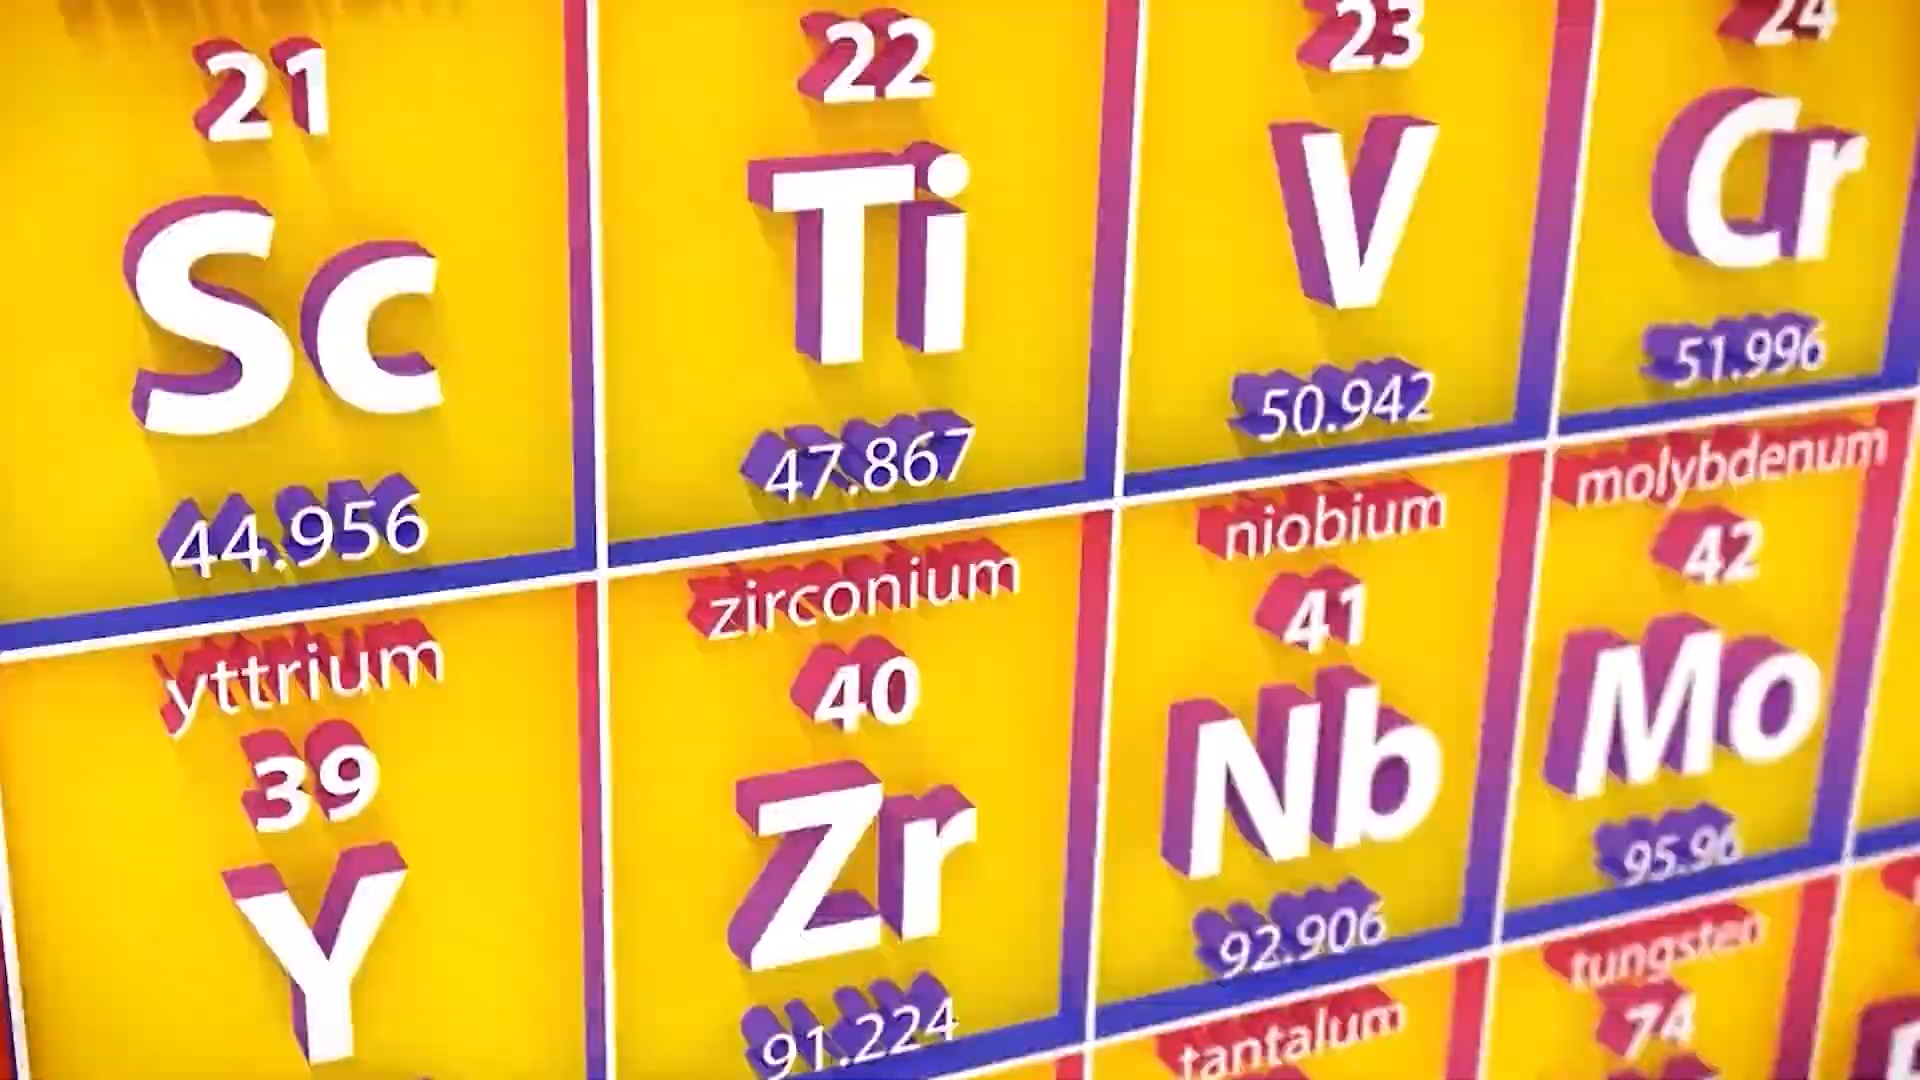 21
Sc
44.956
22
Ti
47.867
23
V
50.942
24
Cr
51.996
yttrium
39
Y
zirconium
40
Zr
91.224
niobium
41
Nb
92.906
molybdenum
42
Mo
95.96
tantalum
tungsten
74